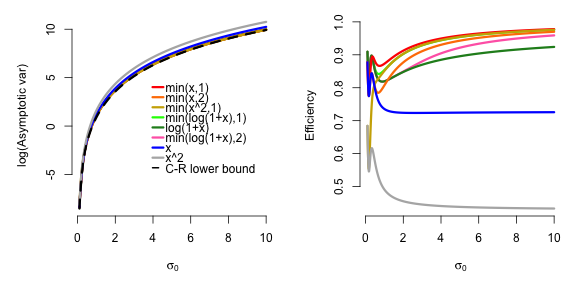 log(Asymptotic var)
10
5
0
-5
0 2 4 6 8 10
σ0
min(x,1)
min(x,2)
min(x^2,1)
min(log(1+x),1)
log(1+x)
min(log(1+x),2)
x
x^2
C-R lower bound
Efficiency
1.0
0.9
0.8
0.7
0.6
0.5
0 2 4 6 8 10
σ0